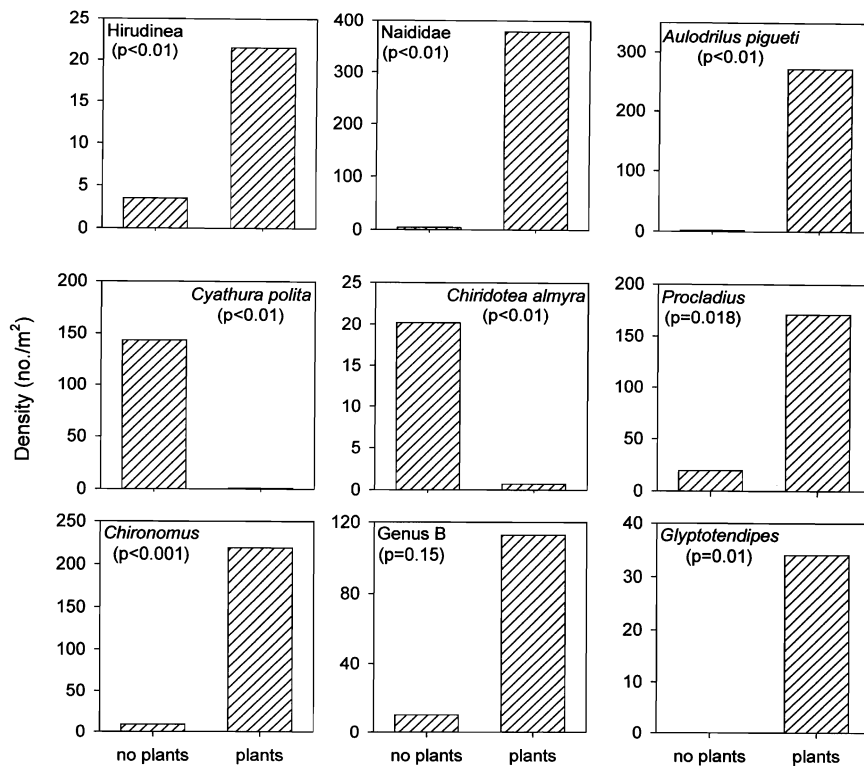 Density (no./m²)
25
20
15
10
5
0
Hirudinea
(p<0.01)
400
300
200
100
0
Naididae
(p<0.01)
300
200
100
0
Aulodrilus pigueti
(p<0.01)
200
150
100
50
0
Cyathura polita
(p<0.01)
25
20
15
10
5
0
Chiridotea almyra
(p<0.01)
200
150
100
50
0
Procladius
(p=0.018)
250
200
150
100
50
0
Chironomus
(p<0.001)
no plants plants
120
80
40
0
Genus B
(p=0.15)
no plants plants
40
30
20
10
0
Glyptotendipes
(p=0.01)
no plants plants